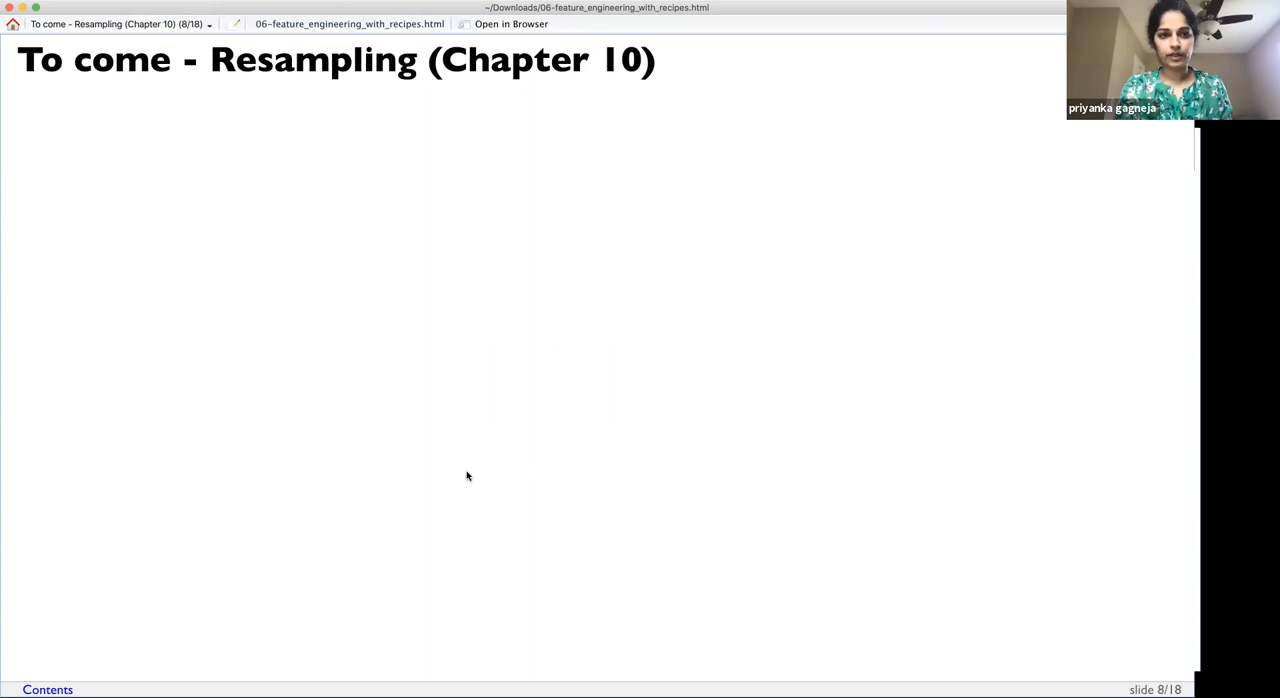 ~/Downloads/06-feature_engineering_with_recipes.html
To come - Resampling (Chapter 10) (8/18)
06-feature_engineering_with_recipes.html
Open in Browser
To come - Resampling (Chapter 10)
priyanka gagneja
Contents
slide 8/18